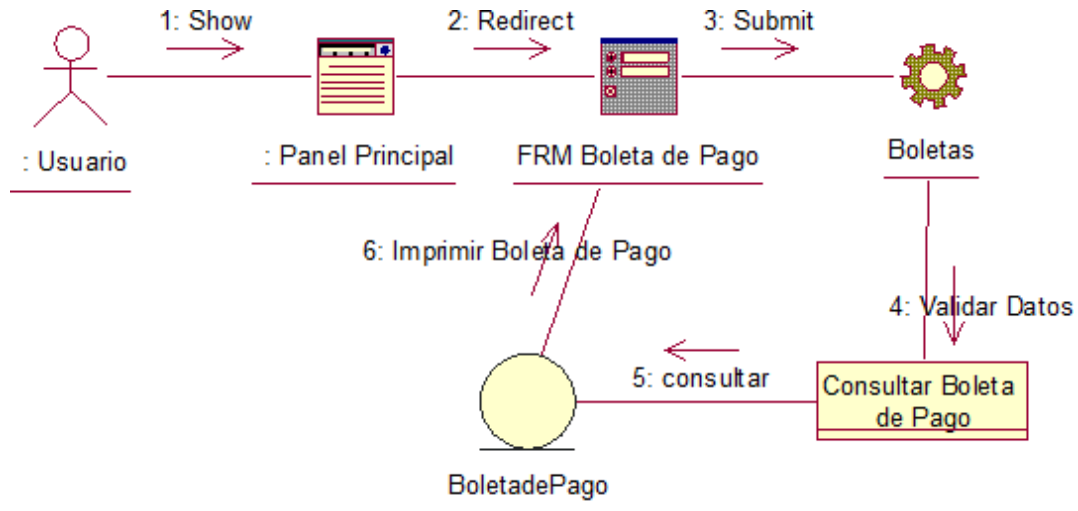 1: Show
2: Redirect
3: Submit
: Usuario
: Panel Principal
FRM Boleta de Pago
Boletas
6: Imprimir Boleta de Pago
4: Validar Datos
5: consultar
Consultar Boleta
de Pago
BoletadePago